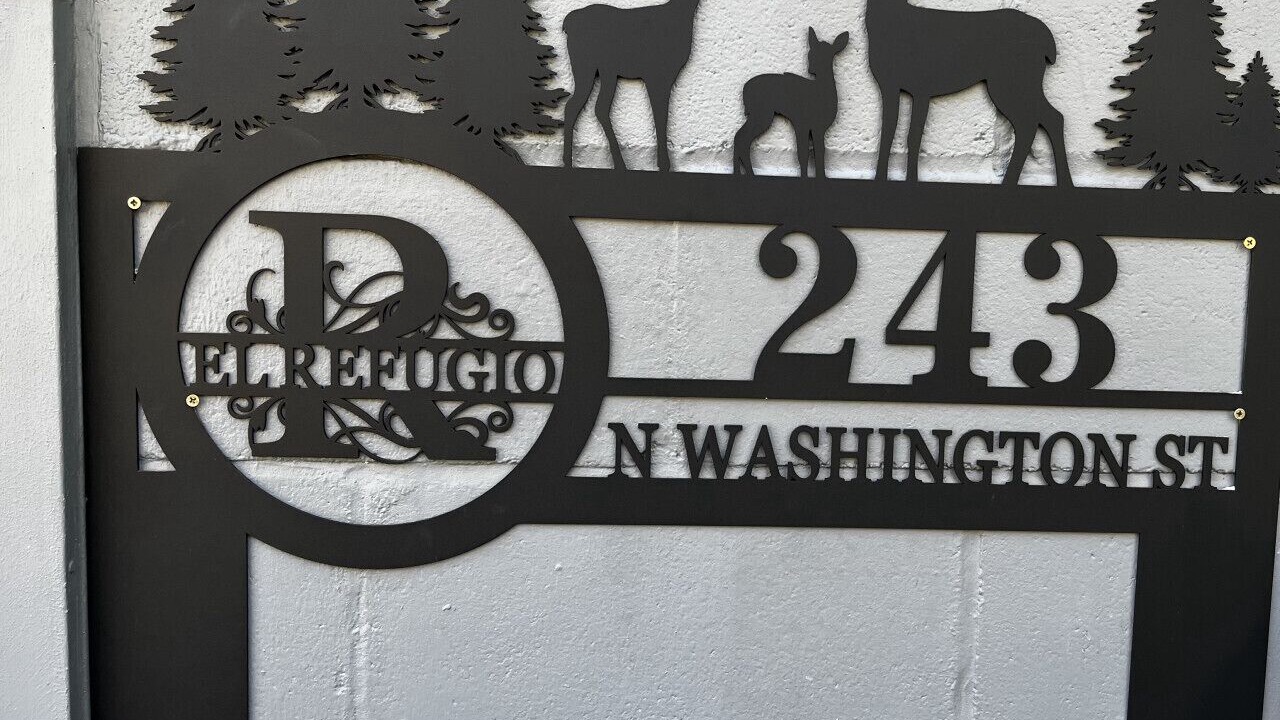 R
EL REFUGIO
243
N WASHINGTON ST